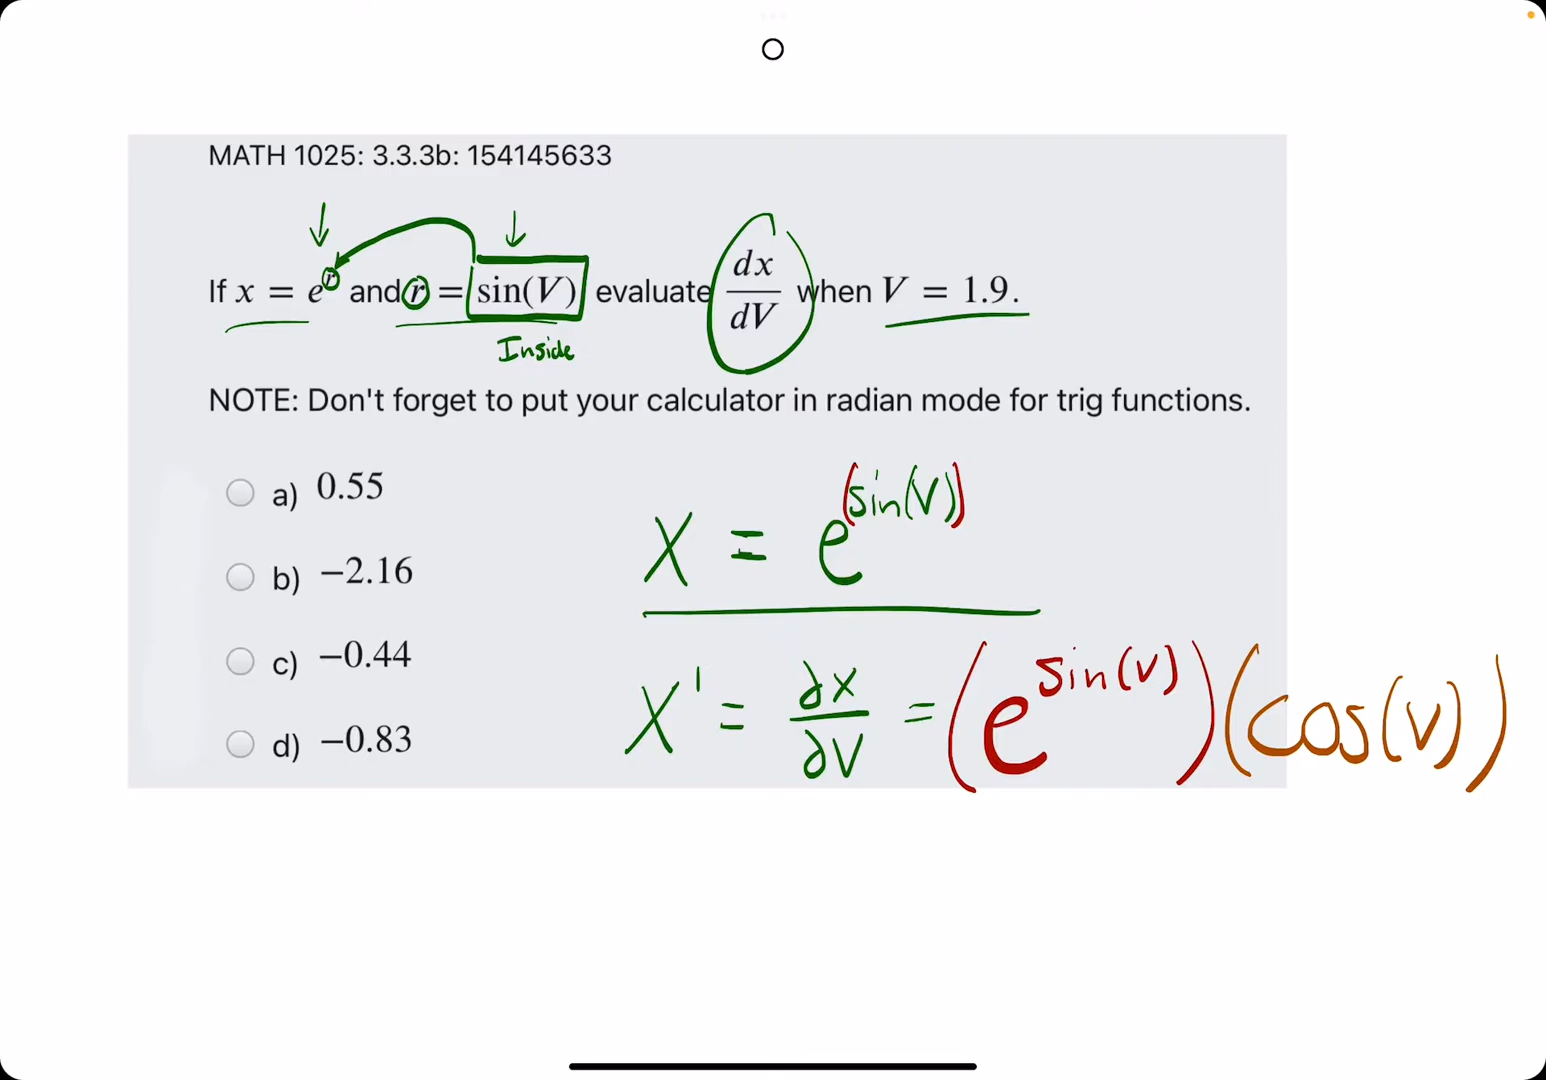 MATH 1025: 3.3.3b: 154145633
If x = e^r and r = sin(V) evaluate dx/dV when V = 1.9.
Inside
NOTE: Don't forget to put your calculator in radian mode for trig functions.
a) 0.55
b) −2.16
c) −0.44
d) −0.83
X = e^(sin(V))
X' = ∂X/∂V = (e^sin(V))(cos(V))